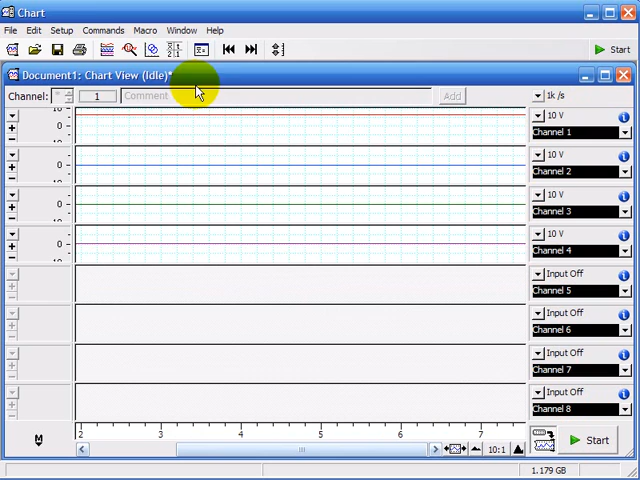 Chart
File Edit Setup Commands Macro Window Help
Start
Document1: Chart View (Idle)*
Channel: * 1 Comment Add 1k /s
10 V
Channel 1
0
10 V
Channel 2
0
10 V
Channel 3
0
10 V
Channel 4
0
Input Off
Channel 5
Input Off
Channel 6
Input Off
Channel 7
Input Off
Channel 8
2 3 4 5 6 7
M
10:1
Start
1.179 GB